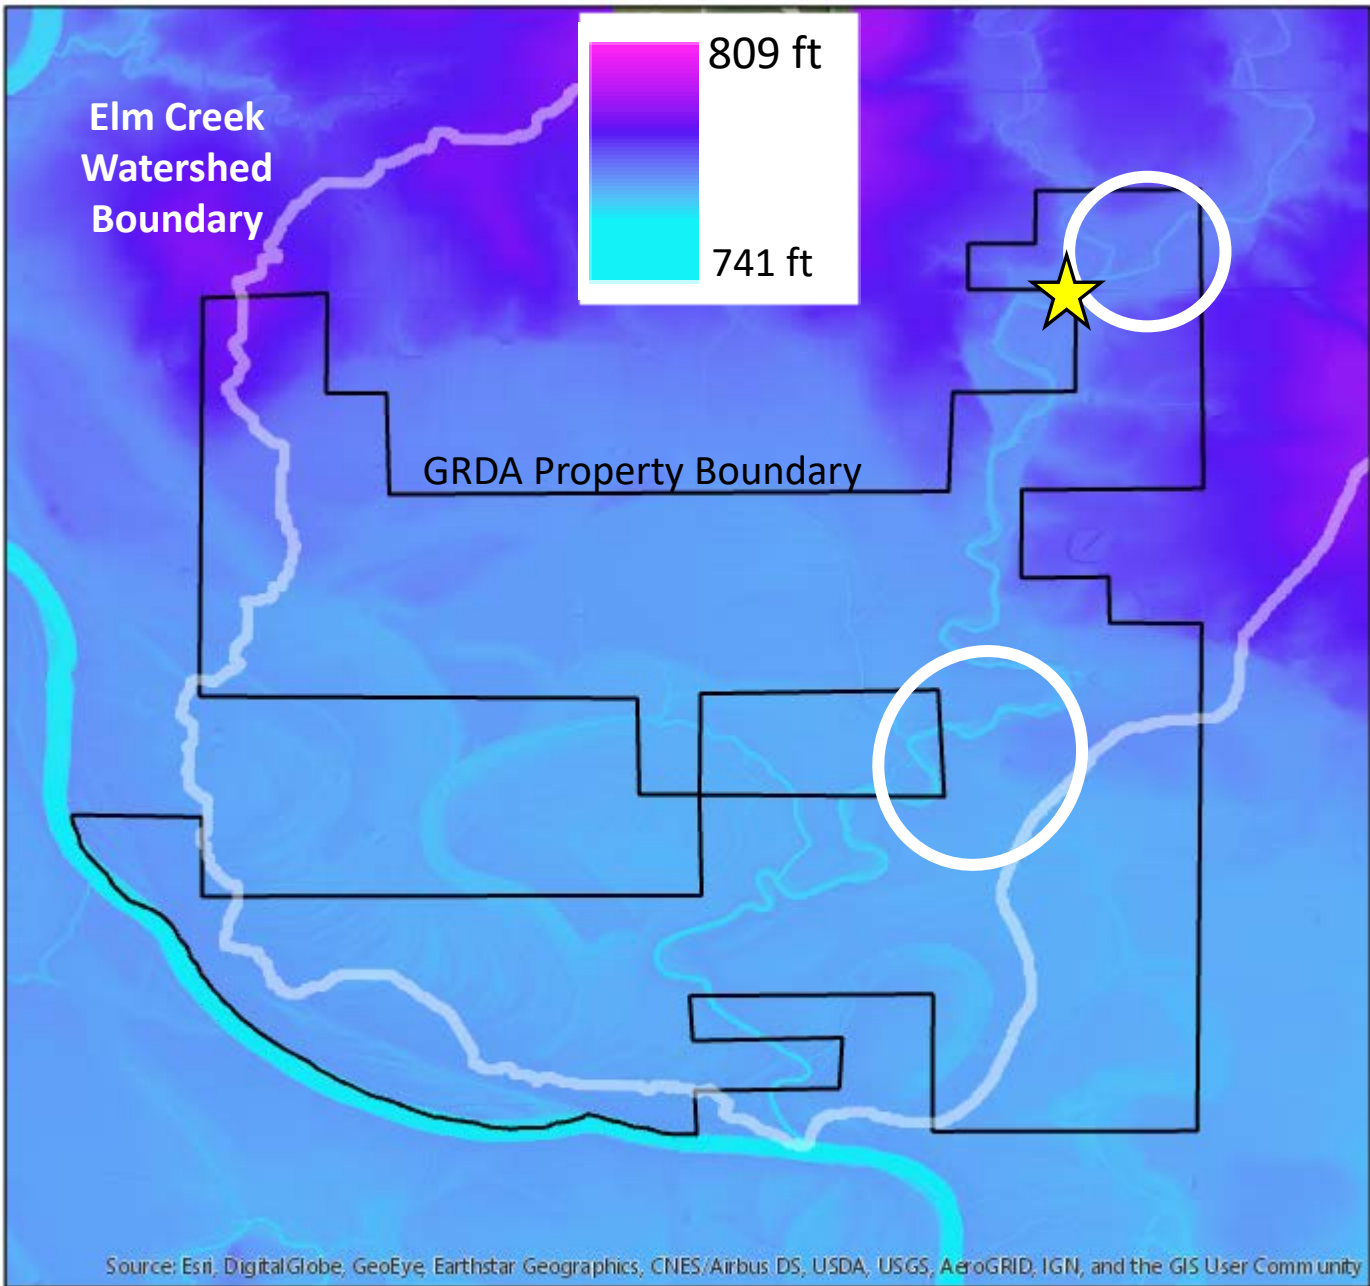 809 ft
Elm Creek
Watershed
Boundary
741 ft
GRDA Property Boundary
Source: Esri, DigitalGlobe, GeoEye, Earthstar Geographics, CNES/Airbus DS, USDA, USGS, AeroGRID, IGN, and the GIS User Community